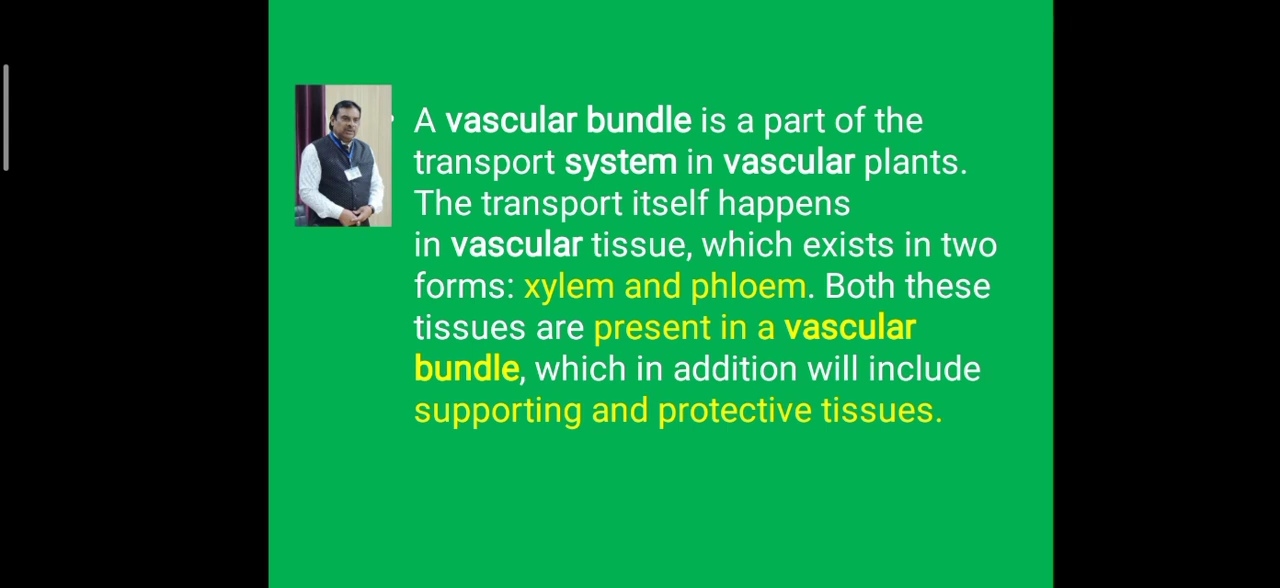 A vascular bundle is a part of the
transport system in vascular plants.
The transport itself happens
in vascular tissue, which exists in two
forms: xylem and phloem. Both these
tissues are present in a vascular
bundle, which in addition will include
supporting and protective tissues.